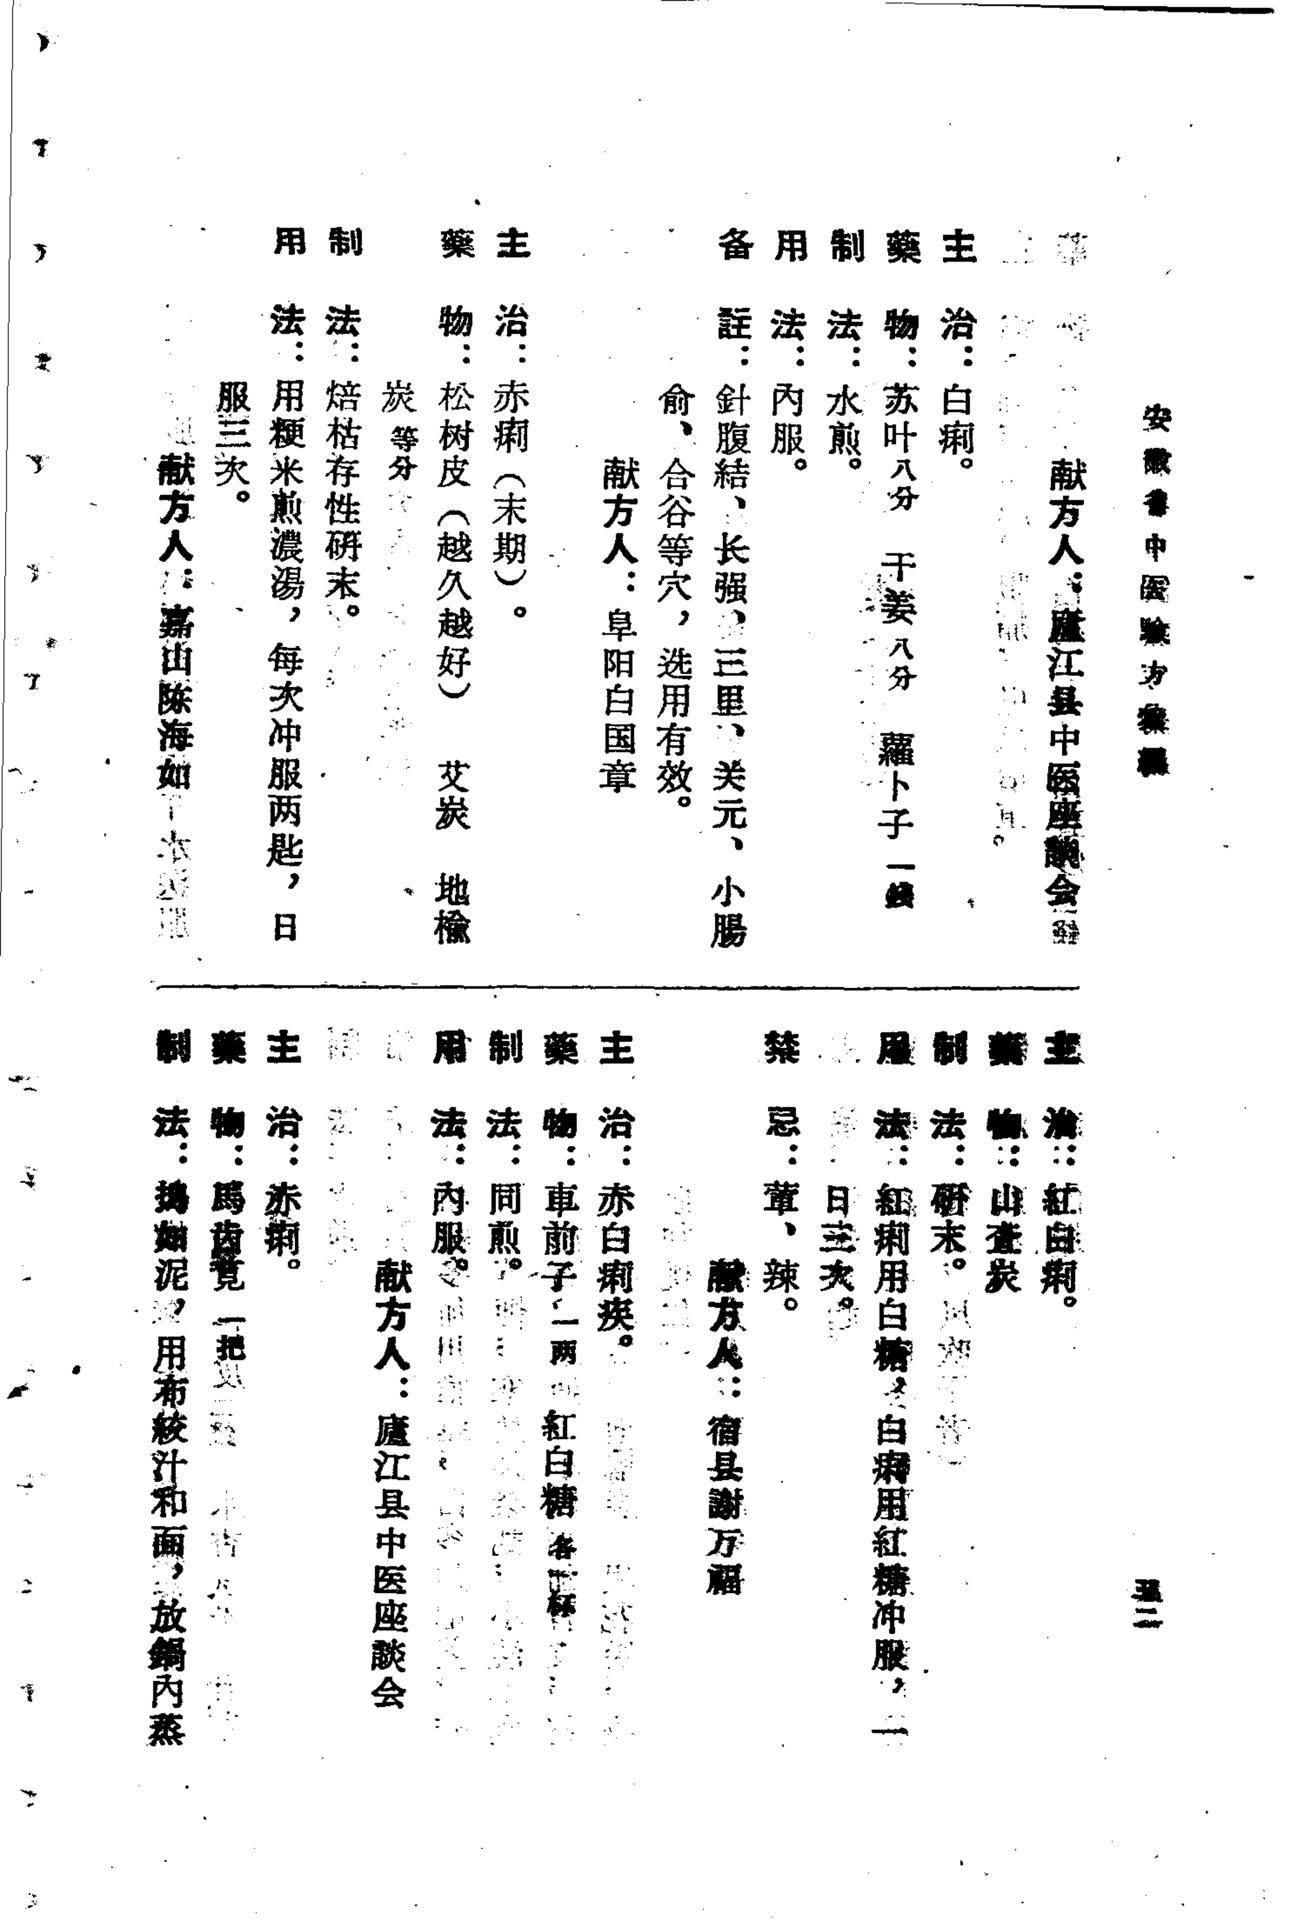 安徽省中医驗方彙編
五二
献方人：廬江县中医座談会
主　治：白痢。
藥　物：苏叶八分　干姜八分　蘿卜子一錢
制　法：水煎。
用　法：內服。
备　註：針腹結、长强、三里、关元、小腸
俞、合谷等穴，选用有效。
献方人：阜阳白国章
主　治：赤痢（末期）。
藥　物：松树皮（越久越好）　艾炭　地榆
炭等分
制　法：焙枯存性研末。
用　法：用粳米煎濃湯，每次冲服两匙，日
服三次。
献方人：嘉山陈海如
主　治：紅白痢。
藥　物：山査炭
制　法：研末。
服　法：紅痢用白糖，白痢用紅糖冲服，一
日三次。
禁　忌：葷、辣。
献方人：宿县謝万福
主　治：赤白痢疾。
藥　物：車前子一两　紅白糖各一杯
制　法：同煎。
用　法：內服。
献方人：廬江县中医座談会
主　治：赤痢。
藥　物：馬齿莧一把
制　法：搗如泥，用布絞汁和面，放鍋內蒸